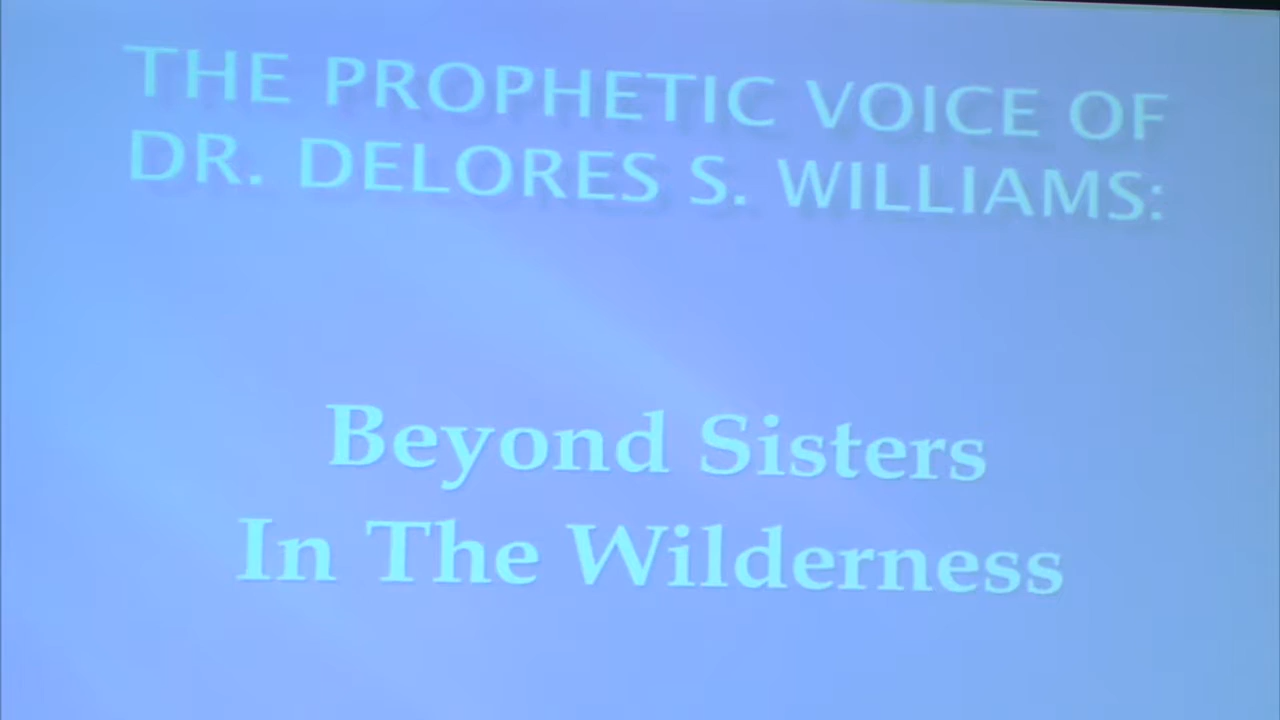 THE PROPHETIC VOICE OF
DR. DELORES S. WILLIAMS:
Beyond Sisters
In The Wilderness